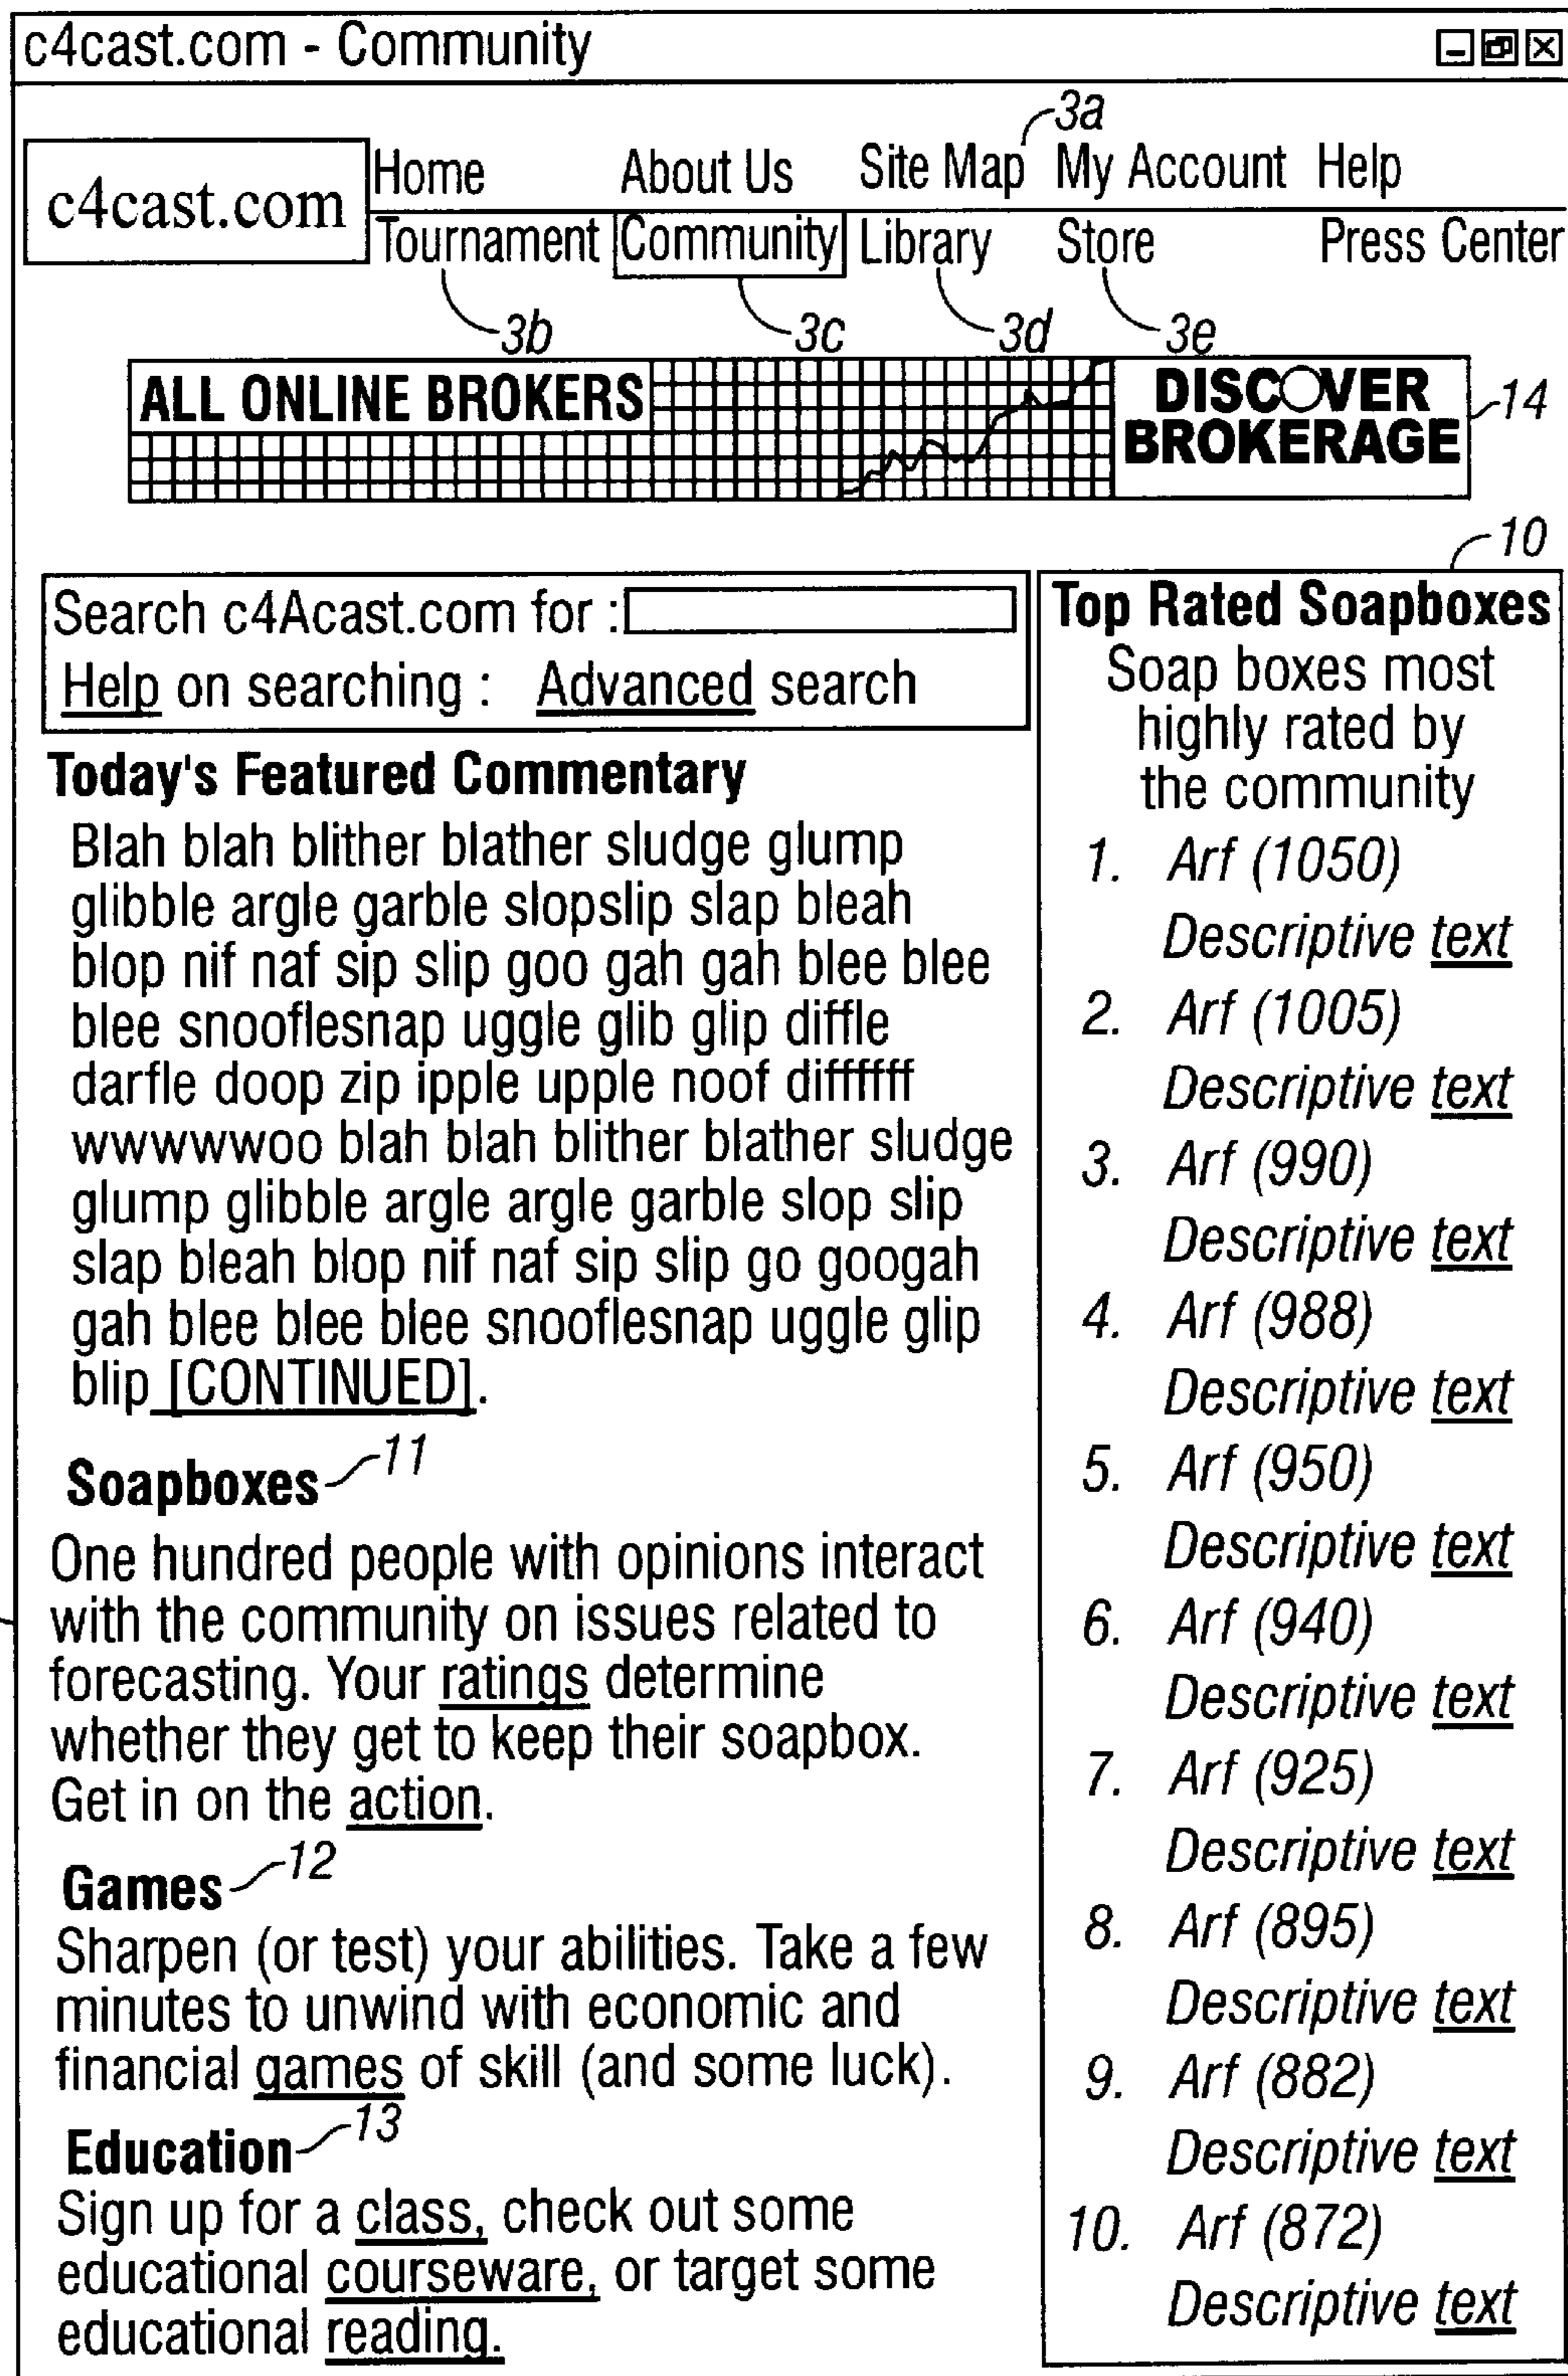 c4cast.com - Community
3a
c4cast.com
Home About Us Site Map My Account Help
Tournament Community Library Store Press Center
3b 3c 3d 3e
ALL ONLINE BROKERS
DISCOVER
BROKERAGE
14
10
Search c4Acast.com for :
Help on searching : Advanced search
Today's Featured Commentary
Blah blah blither blather sludge glump
glibble argle garble slopslip slap bleah
blop nif naf sip slip goo gah gah blee blee
blee snooflesnap uggle glib glip diffle
darfle doop zip ipple upple noof diffffff
wwwwwoo blah blah blither blather sludge
glump glibble argle argle garble slop slip
slap bleah blop nif naf sip slip go googah
gah blee blee blee snooflesnap uggle glip
blip [CONTINUED].
Soapboxes 11
One hundred people with opinions interact
with the community on issues related to
forecasting. Your ratings determine
whether they get to keep their soapbox.
Get in on the action.
Games 12
Sharpen (or test) your abilities. Take a few
minutes to unwind with economic and
financial games of skill (and some luck).
Education 13
Sign up for a class, check out some
educational courseware, or target some
educational reading.
Top Rated Soapboxes
Soap boxes most
highly rated by
the community
1. Arf (1050)
Descriptive text
2. Arf (1005)
Descriptive text
3. Arf (990)
Descriptive text
4. Arf (988)
Descriptive text
5. Arf (950)
Descriptive text
6. Arf (940)
Descriptive text
7. Arf (925)
Descriptive text
8. Arf (895)
Descriptive text
9. Arf (882)
Descriptive text
10. Arf (872)
Descriptive text